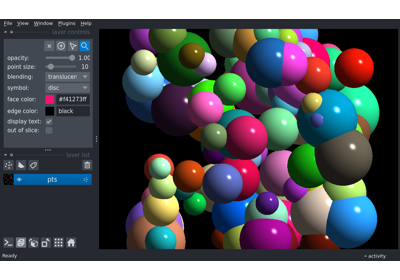 File View Window Plugins Help
layer controls
opacity: 1.00
point size: 10
blending: translucen
symbol: disc
face color: #f41273ff
edge color: black
display text:
out of slice:
layer list
pts
Ready
activity